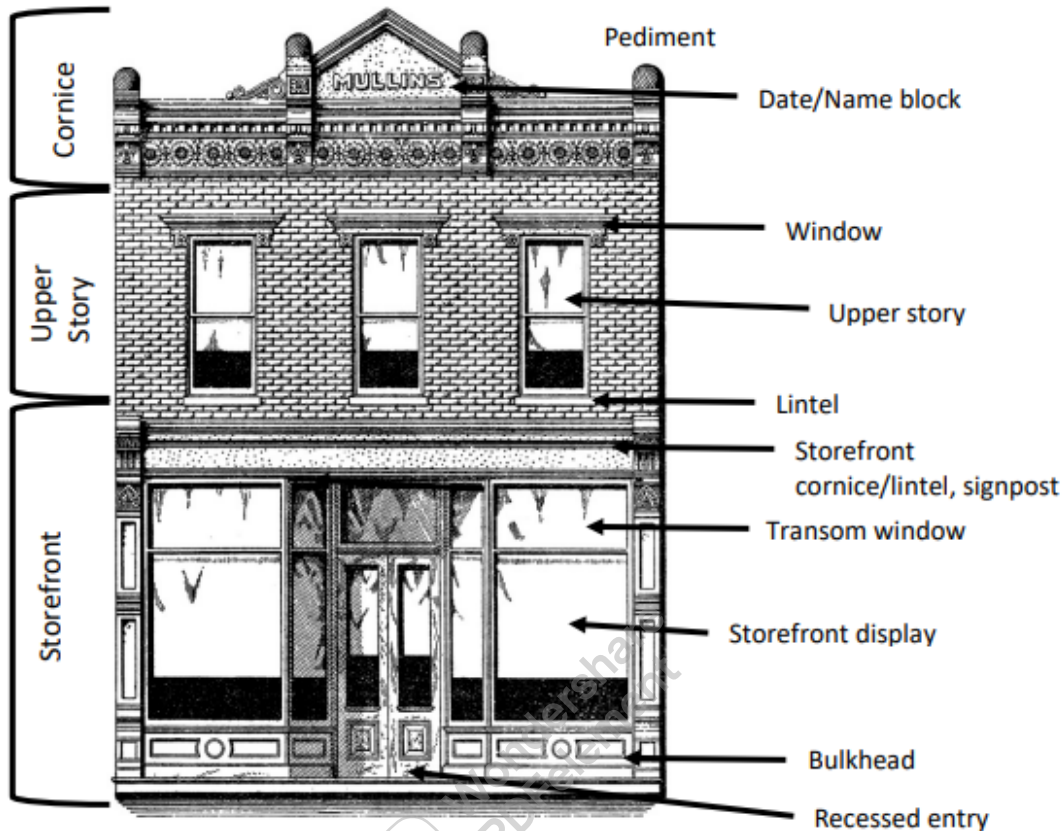 Pediment
MULLINS
Date/Name block
Cornice
Window
Upper
Story
Upper story
Lintel
Storefront
cornice/lintel, signpost
Transom window
Storefront
Storefront display
Bulkhead
Recessed entry